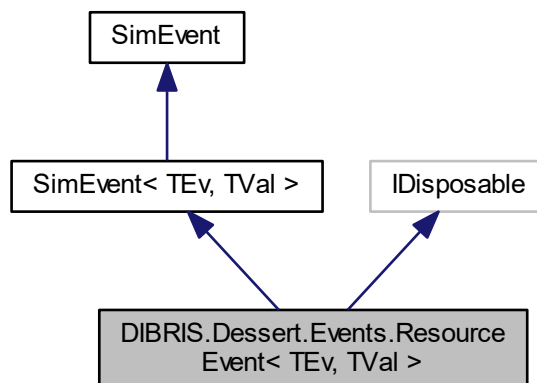 SimEvent
SimEvent< TEv, TVal >
IDisposable
DIBRIS.Dessert.Events.Resource
Event< TEv, TVal >